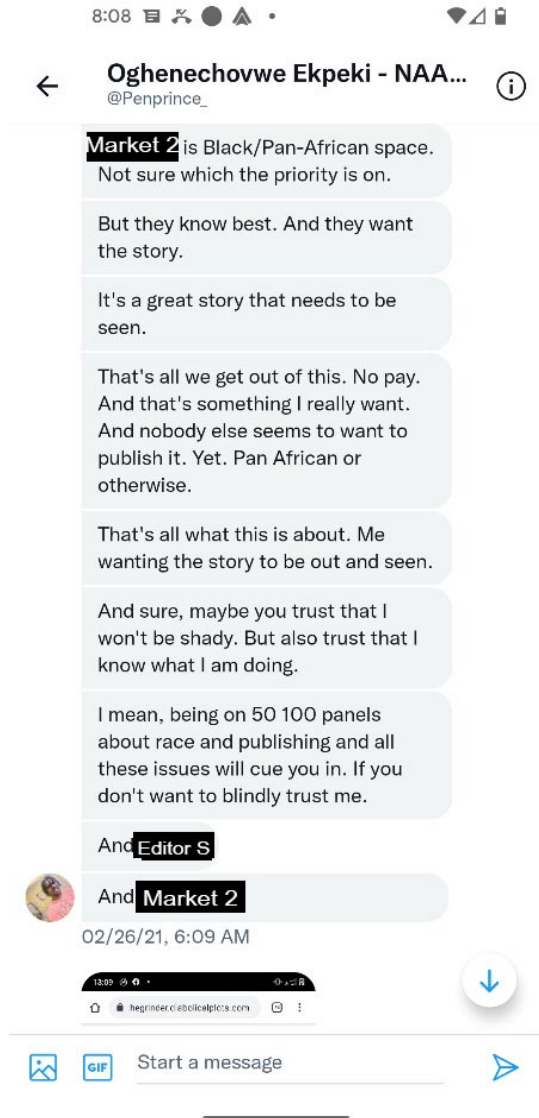 8:08
Oghenechovwe Ekpeki - NAA...
@Penprince_
Market 2 is Black/Pan-African space.
Not sure which the priority is on.
But they know best. And they want
the story.
It's a great story that needs to be
seen.
That's all we get out of this. No pay.
And that's something I really want.
And nobody else seems to want to
publish it. Yet. Pan African or
otherwise.
That's all what this is about. Me
wanting the story to be out and seen.
And sure, maybe you trust that I
won't be shady. But also trust that I
know what I am doing.
I mean, being on 50 100 panels
about race and publishing and all
these issues will cue you in. If you
don't want to blindly trust me.
And Editor S
And Market 2
02/26/21, 6:09 AM
13:09
hegrinder.diabolicalplots.com
GIF
Start a message